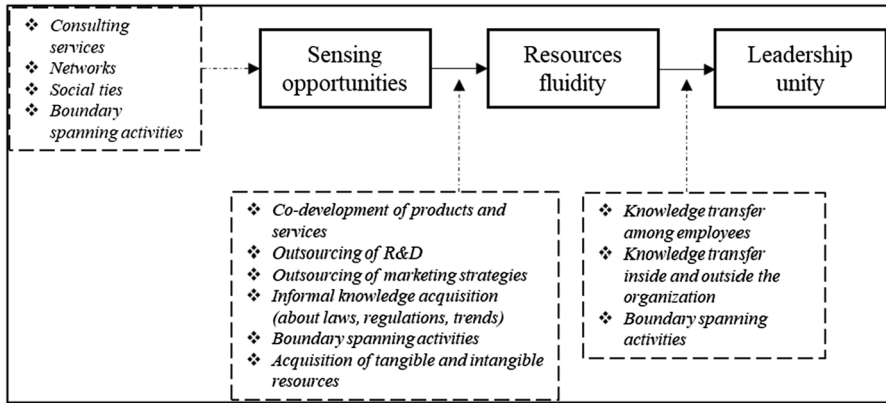 ❖ Consulting
services
❖ Networks
❖ Social ties
❖ Boundary
spanning activities
Sensing
opportunities
Resources
fluidity
Leadership
unity
❖ Co-development of products and
services
❖ Outsourcing of R&D
❖ Outsourcing of marketing strategies
❖ Informal knowledge acquisition
(about laws, regulations, trends)
❖ Boundary spanning activities
❖ Acquisition of tangible and intangible
resources
❖ Knowledge transfer
among employees
❖ Knowledge transfer
inside and outside the
organization
❖ Boundary spanning
activities